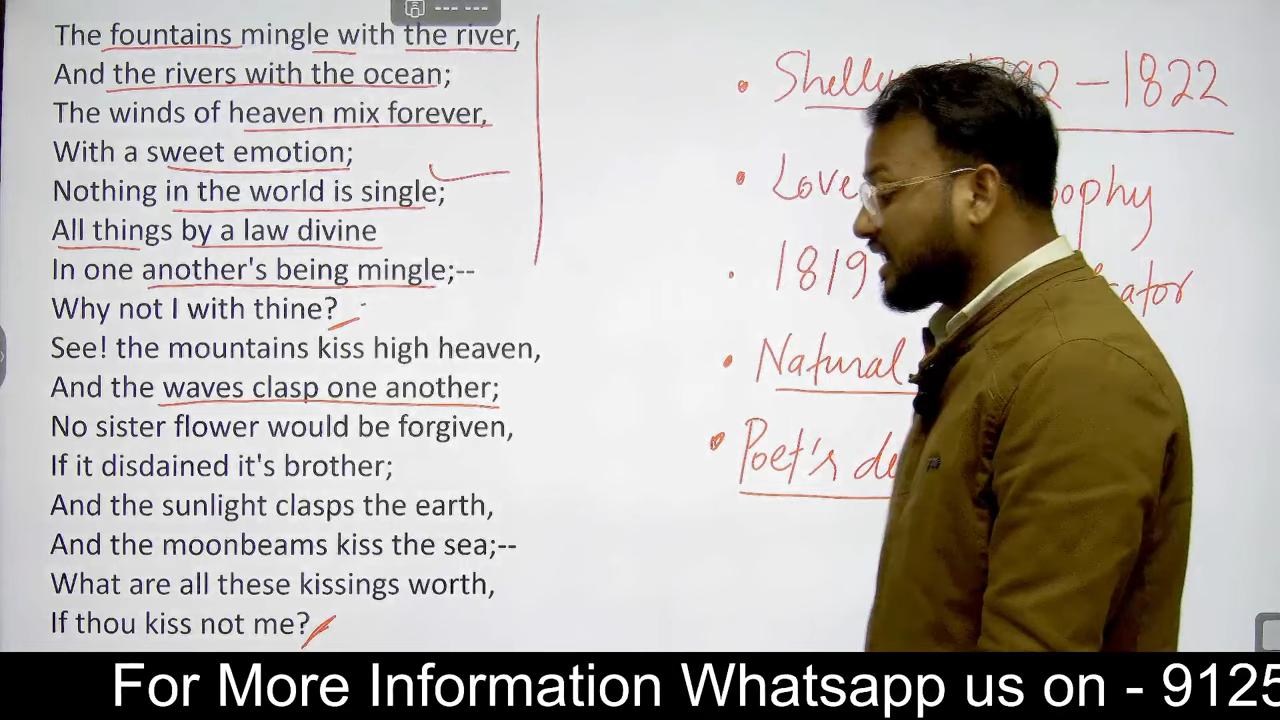 The fountains mingle with the river,
And the rivers with the ocean;
The winds of heaven mix forever,
With a sweet emotion;
Nothing in the world is single;
All things by a law divine
In one another's being mingle;--
Why not I with thine?
See! the mountains kiss high heaven,
And the waves clasp one another;
No sister flower would be forgiven,
If it disdained it's brother;
And the sunlight clasps the earth,
And the moonbeams kiss the sea;--
What are all these kissings worth,
If thou kiss not me?
Shelly 1792 – 1822
Love
1819
Natural
Poet's
For More Information Whatsapp us on - 9125